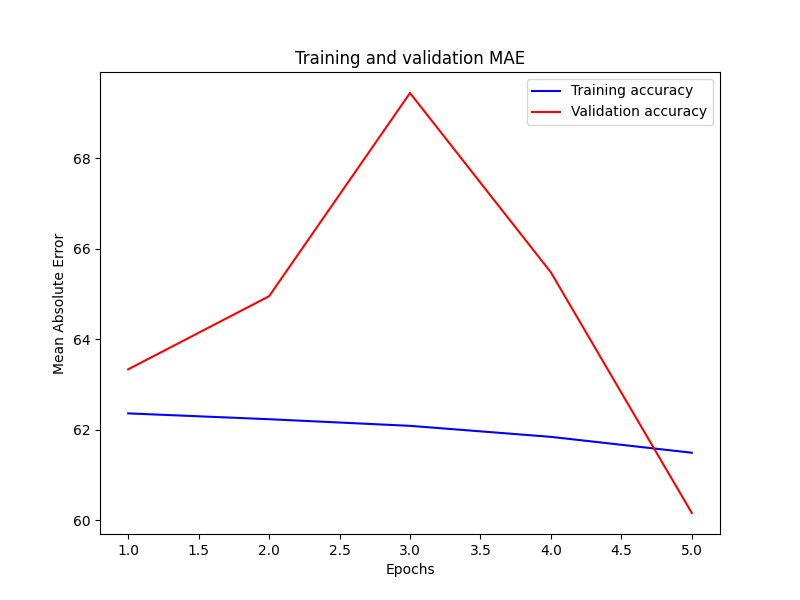 Training and validation MAE
Training accuracy
Validation accuracy
Mean Absolute Error
68
66
64
62
60
1.0 1.5 2.0 2.5 3.0 3.5 4.0 4.5 5.0
Epochs